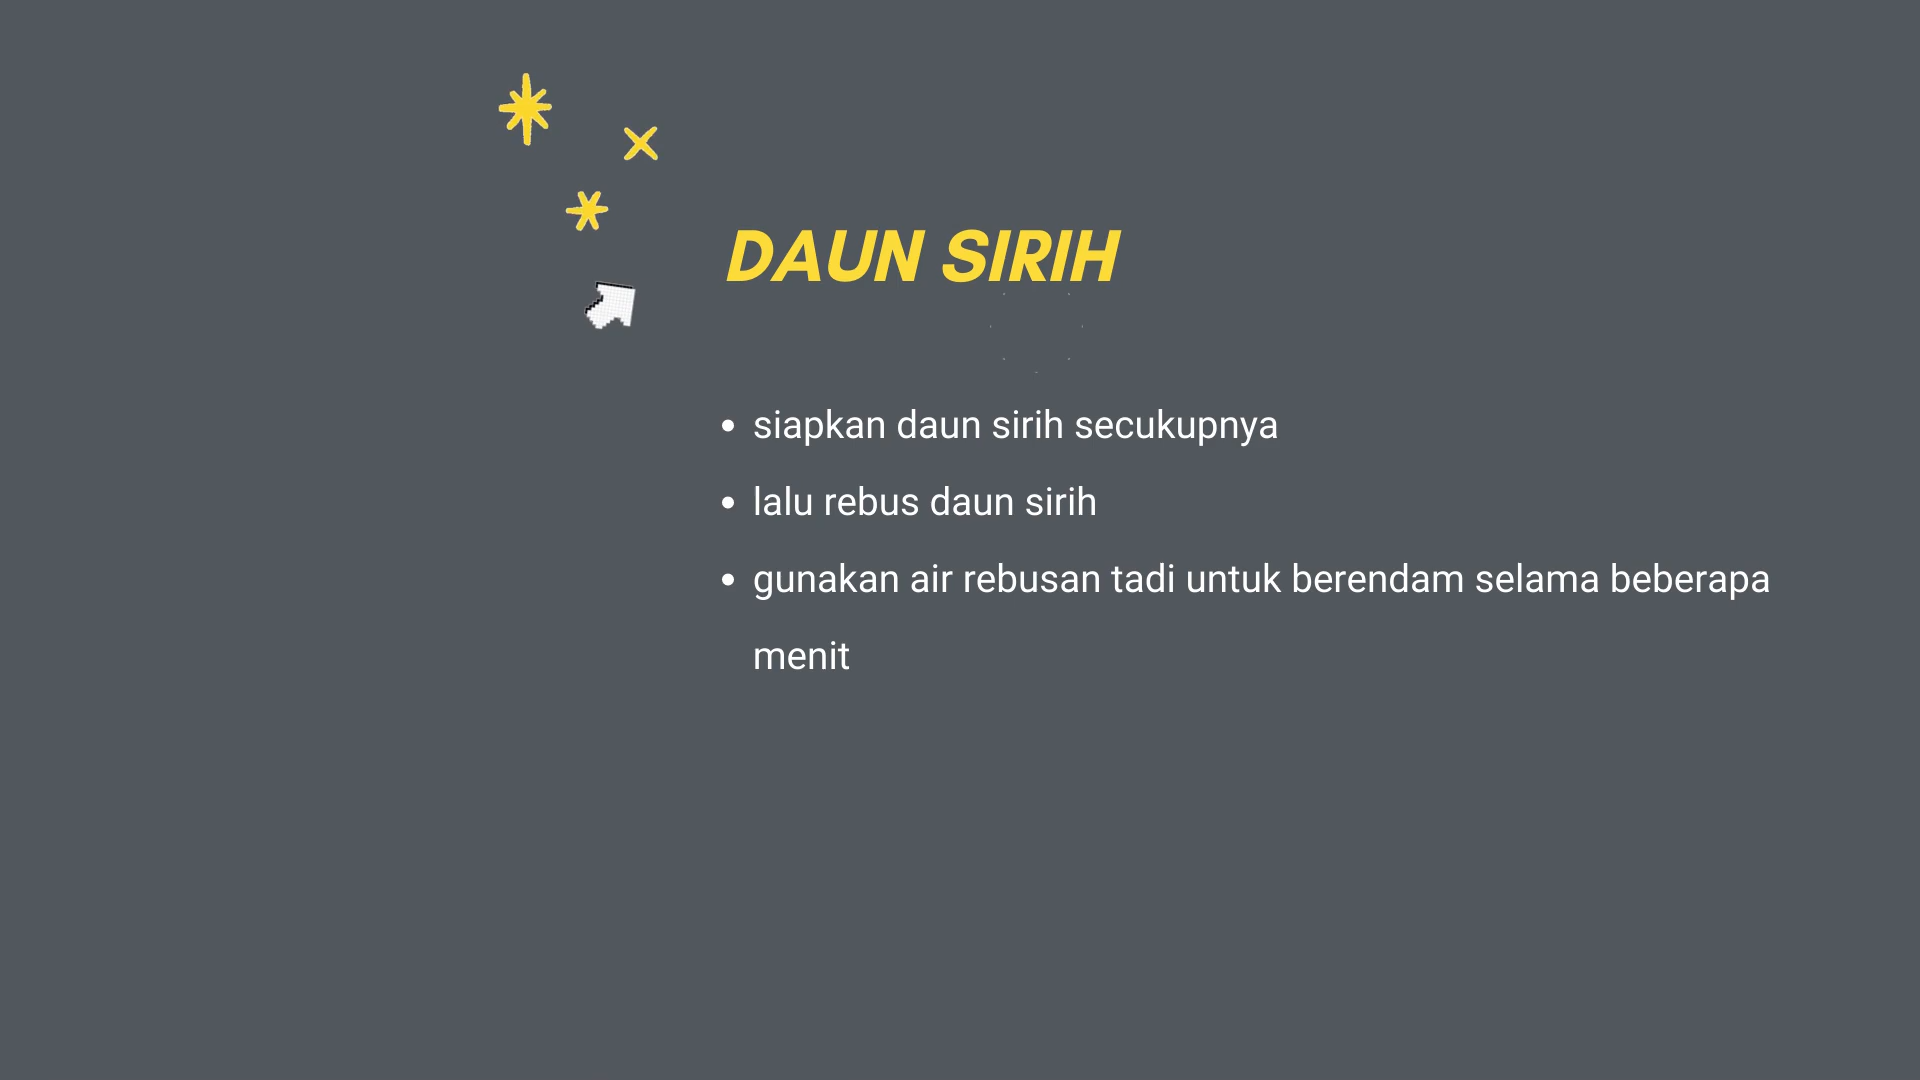 DAUN SIRIH
• siapkan daun sirih secukupnya
• lalu rebus daun sirih
• gunakan air rebusan tadi untuk berendam selama beberapa
menit